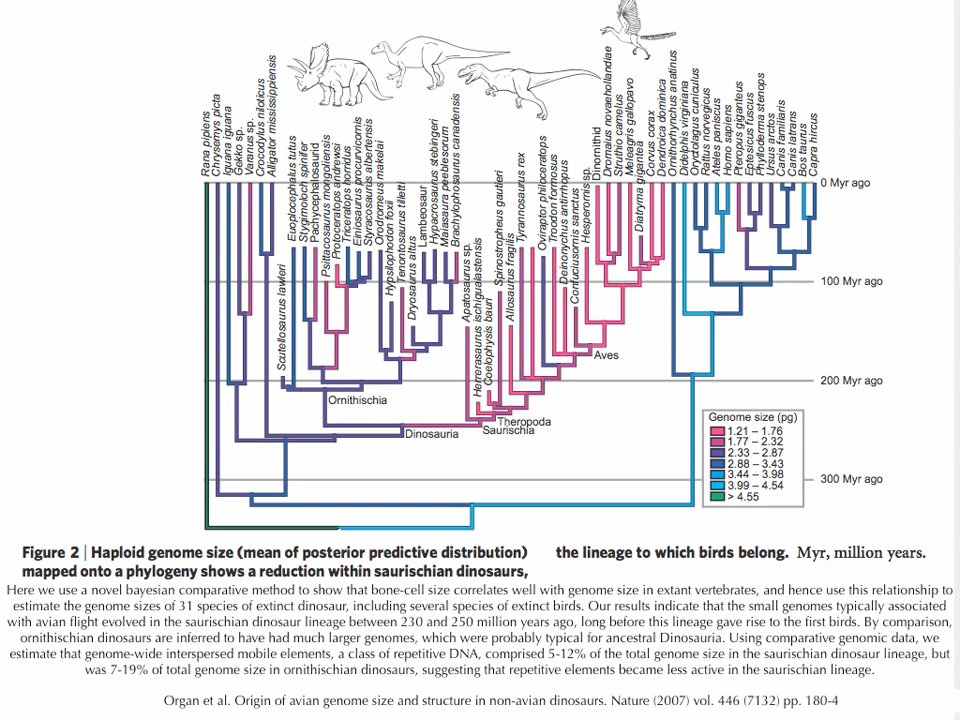 Rana pipiens
Chrysemys picta
Iguana iguana
Gekko sp.
Varanus sp.
Crocodylus niloticus
Alligator mississippiensis
Scutellosaurus lawleri
Euoplocephalus tutus
Stygimoloch spinifer
Pachycephalosaurid
Psittacosaurus mongoliensis
Protoceratops andrewsi
Triceratops horridus
Einiosaurus procurvicornis
Styracosaurus albertensis
Orodromeus makelai
Hypsilophodon foxii
Tenontosaurus tilletti
Dryosaurus altus
Lambeosaur
Hypacrosaurus stebingeri
Maiasaura peeblesorum
Brachylophosaurus canadensis
Apatosaurus sp.
Herrerasaurus ischigualastensis
Coelophysis bauri
Spinostropheus gautieri
Allosaurus fragilis
Tyrannosaurus rex
Oviraptor philoceratops
Troodon formosus
Deinonychus antirrhopus
Confuciusornis sanctus
Hesperornis sp.
Dinornithid
Dromaius novaehollandiae
Struthio camelus
Meleagris gallopavo
Diatryma gigantea
Corvus corax
Dendroica dominica
Ornithorhynchus anatinus
Didelphis virginiana
Oryctolagus cuniculus
Rattus norvegicus
Ateles paniscus
Homo sapiens
Pteropus giganteus
Eptesicus fuscus
Phylloderma stenops
Ursus arctos
Canis familiaris
Canis latrans
Bos taurus
Capra hircus
0 Myr ago
100 Myr ago
200 Myr ago
300 Myr ago
Aves
Ornithischia
Theropoda
Saurischia
Dinosauria
Genome size (pg)
1.21 – 1.76
1.77 – 2.32
2.33 – 2.87
2.88 – 3.43
3.44 – 3.98
3.99 – 4.54
> 4.55
Figure 2 | Haploid genome size (mean of posterior predictive distribution)
mapped onto a phylogeny shows a reduction within saurischian dinosaurs,
the lineage to which birds belong. Myr, million years.
Here we use a novel bayesian comparative method to show that bone-cell size correlates well with genome size in extant vertebrates, and hence use this relationship to
estimate the genome sizes of 31 species of extinct dinosaur, including several species of extinct birds. Our results indicate that the small genomes typically associated
with avian flight evolved in the saurischian dinosaur lineage between 230 and 250 million years ago, long before this lineage gave rise to the first birds. By comparison,
ornithischian dinosaurs are inferred to have had much larger genomes, which were probably typical for ancestral Dinosauria. Using comparative genomic data, we
estimate that genome-wide interspersed mobile elements, a class of repetitive DNA, comprised 5-12% of the total genome size in the saurischian dinosaur lineage, but
was 7-19% of total genome size in ornithischian dinosaurs, suggesting that repetitive elements became less active in the saurischian lineage.
Organ et al. Origin of avian genome size and structure in non-avian dinosaurs. Nature (2007) vol. 446 (7132) pp. 180-4